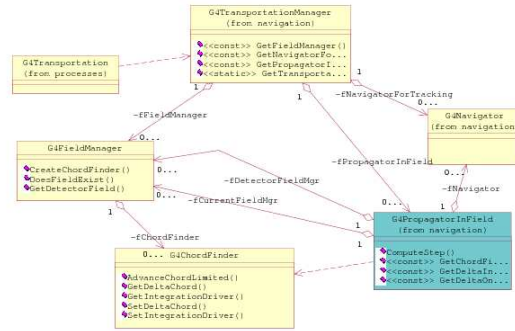 G4TransportationManager
(from navigation)
<<const>> GetFieldManager()
<<const>> GetNavigatorFo...
<<const>> GetPropagatorI...
<<static>> GetTransporta...
G4Transportation
(from processes)
1
1
1
-fNavigatorForTracking
0...
-fFieldManager
0...
G4Navigator
(from navigation)
G4FieldManager
CreateChordFinder()
DoesFieldExist()
GetDetectorField()
0...
0...
-fPropagatorInField
-fDetectorFieldMgr
-fCurrentFieldMgr
0...
-fNavigator
0...
1
1
1
1
-fChordFinder
0...
G4PropagatorInField
(from navigation)
ComputeStep()
<<const>> GetChordFi...
<<const>> GetDeltaIn...
<<const>> GetDeltaOn...
G4ChordFinder
AdvanceChordLimited()
GetDeltaChord()
GetIntegrationDriver()
SetDeltaChord()
SetIntegrationDriver()